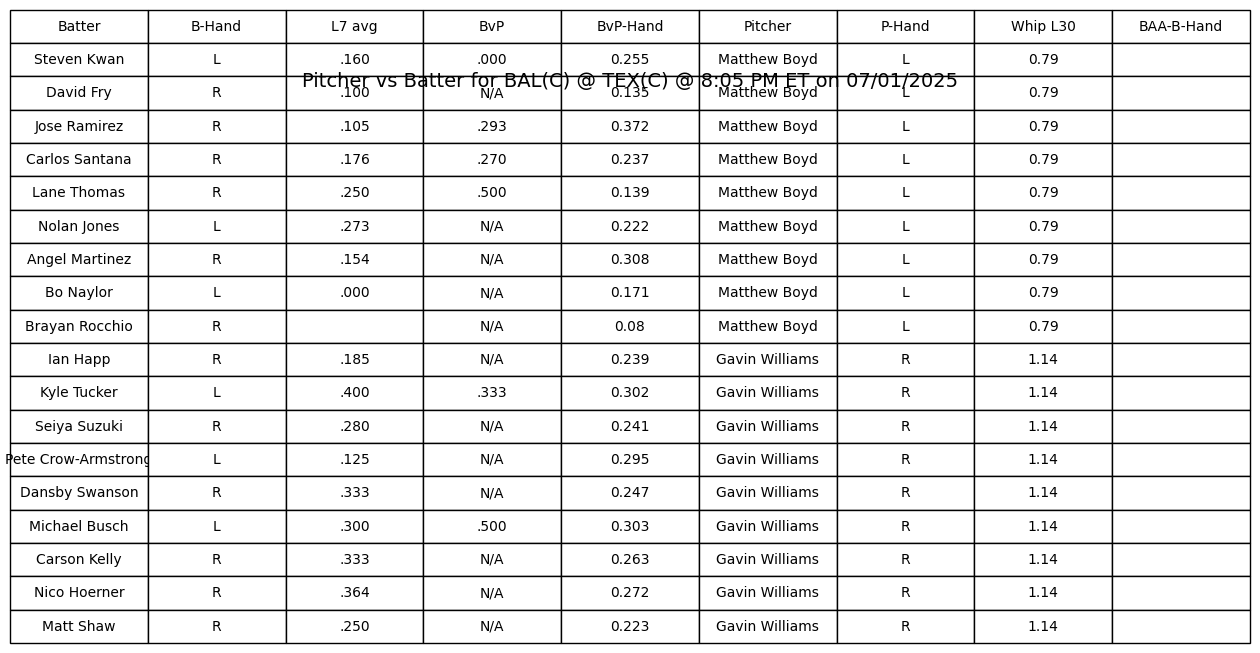 Batter B-Hand L7 avg BvP BvP-Hand Pitcher P-Hand Whip L30 BAA-B-Hand
Steven Kwan L .160 .000 0.255 Matthew Boyd L 0.79
Pitcher vs Batter for BAL(C) @ TEX(C) @ 8:05 PM ET on 07/01/2025
David Fry R .100 N/A 0.135 Matthew Boyd L 0.79
Jose Ramirez R .105 .293 0.372 Matthew Boyd L 0.79
Carlos Santana R .176 .270 0.237 Matthew Boyd L 0.79
Lane Thomas R .250 .500 0.139 Matthew Boyd L 0.79
Nolan Jones L .273 N/A 0.222 Matthew Boyd L 0.79
Angel Martinez R .154 N/A 0.308 Matthew Boyd L 0.79
Bo Naylor L .000 N/A 0.171 Matthew Boyd L 0.79
Brayan Rocchio R N/A 0.08 Matthew Boyd L 0.79
Ian Happ R .185 N/A 0.239 Gavin Williams R 1.14
Kyle Tucker L .400 .333 0.302 Gavin Williams R 1.14
Seiya Suzuki R .280 N/A 0.241 Gavin Williams R 1.14
Pete Crow-Armstrong L .125 N/A 0.295 Gavin Williams R 1.14
Dansby Swanson R .333 N/A 0.247 Gavin Williams R 1.14
Michael Busch L .300 .500 0.303 Gavin Williams R 1.14
Carson Kelly R .333 N/A 0.263 Gavin Williams R 1.14
Nico Hoerner R .364 N/A 0.272 Gavin Williams R 1.14
Matt Shaw R .250 N/A 0.223 Gavin Williams R 1.14